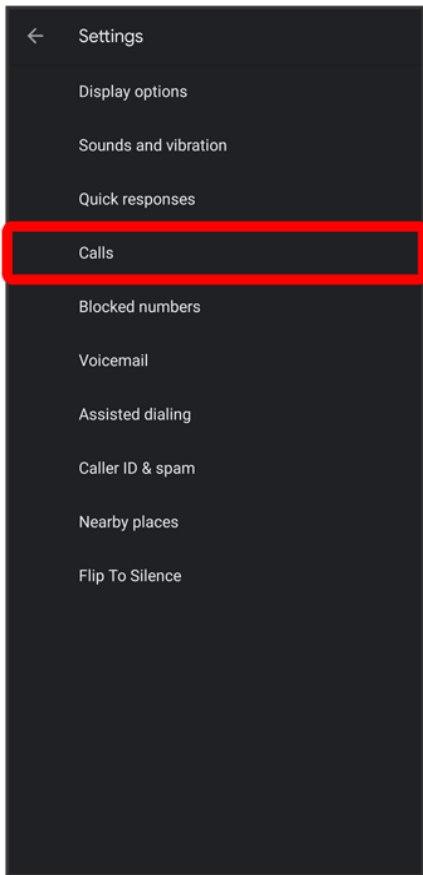 Settings
Display options
Sounds and vibration
Quick responses
Calls
Blocked numbers
Voicemail
Assisted dialing
Caller ID & spam
Nearby places
Flip To Silence